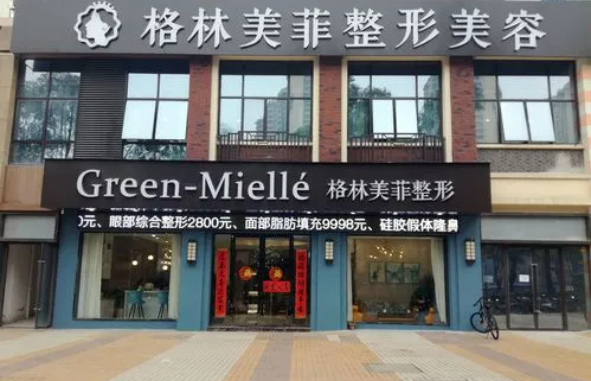 格林美菲整形美容
Green-Miellé 格林美菲整形
0元、眼部综合整形2800元、面部脂肪填充9998元、硅胶假体隆鼻